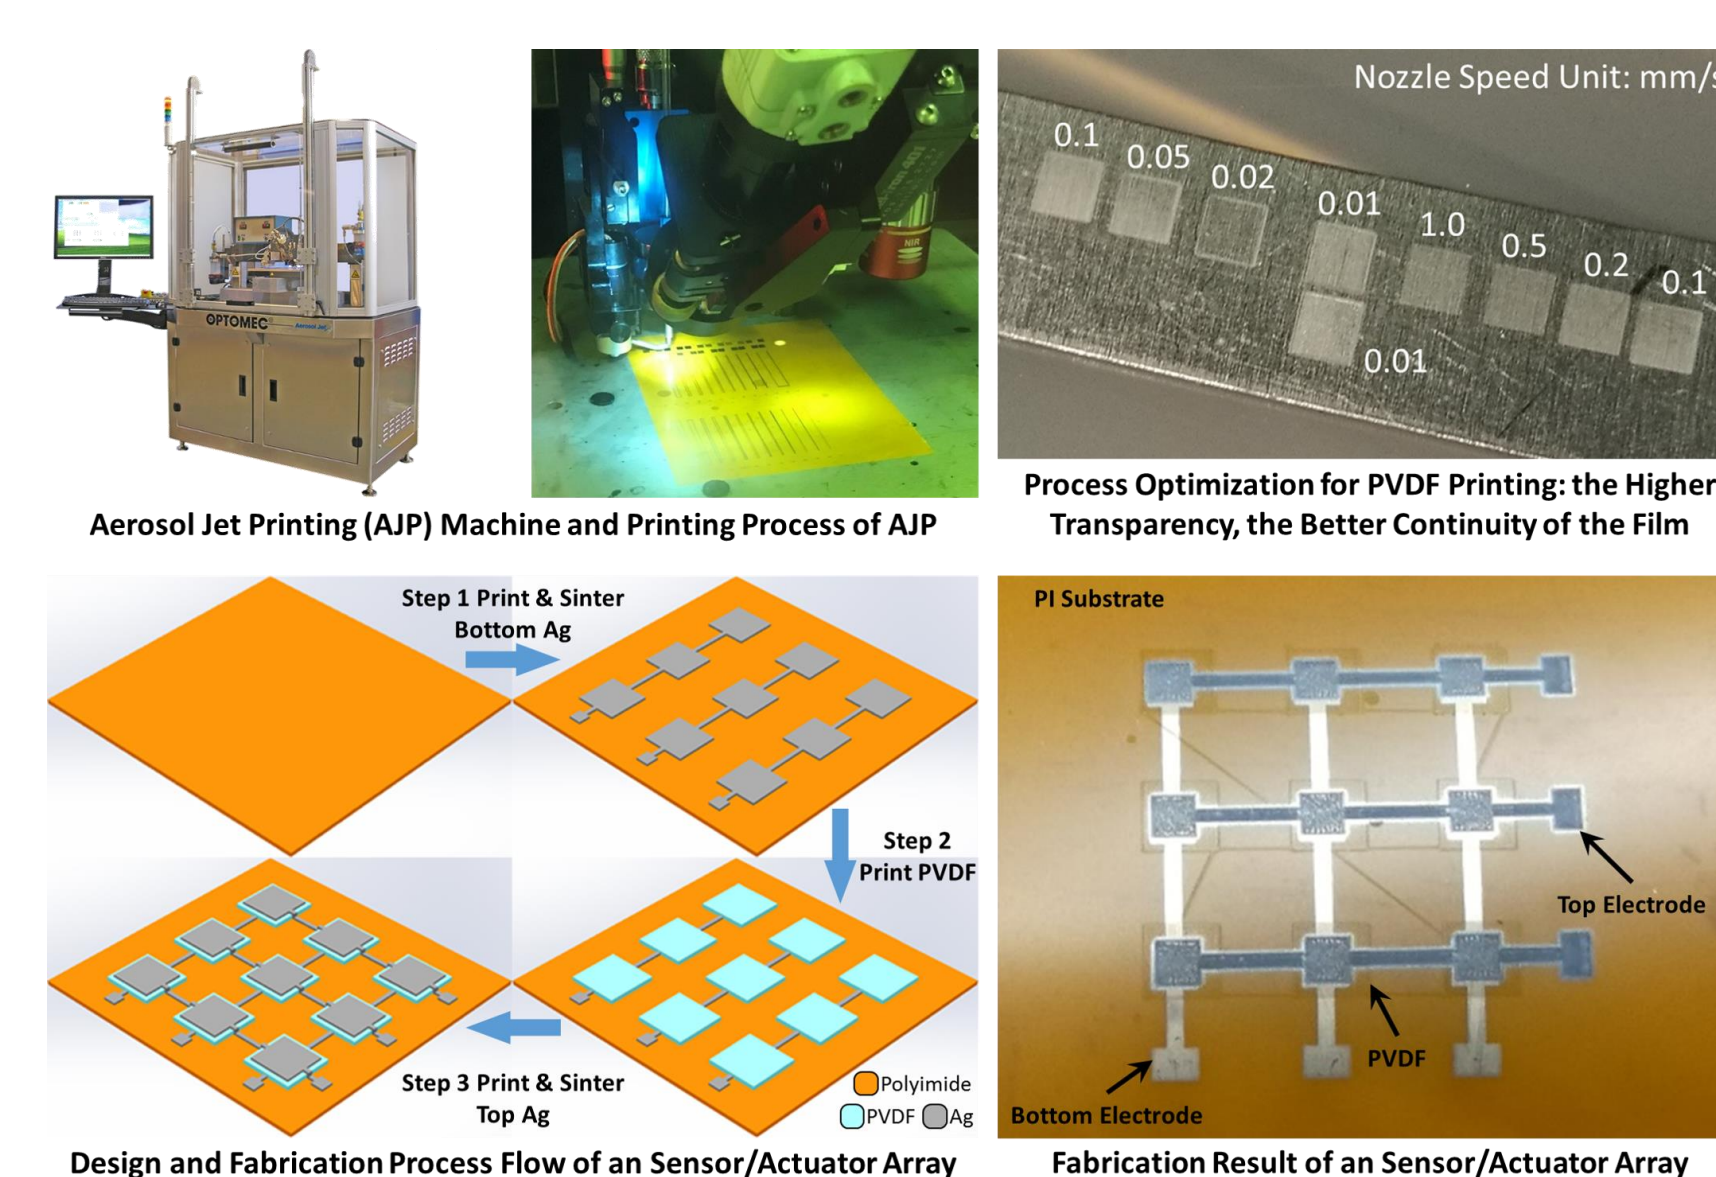 OPTOMEC
Aerosol Jet
NIR
Nozzle Speed Unit: mm/s
0.1
0.05
0.02
0.01
1.0
0.5
0.2
0.1
0.01
Aerosol Jet Printing (AJP) Machine and Printing Process of AJP
Process Optimization for PVDF Printing: the Higher
Transparency, the Better Continuity of the Film
Step 1 Print & Sinter
Bottom Ag
Step 2
Print PVDF
Step 3 Print & Sinter
Top Ag
Polyimide
PVDF
Ag
Design and Fabrication Process Flow of an Sensor/Actuator Array
PI Substrate
Top Electrode
PVDF
Bottom Electrode
Fabrication Result of an Sensor/Actuator Array